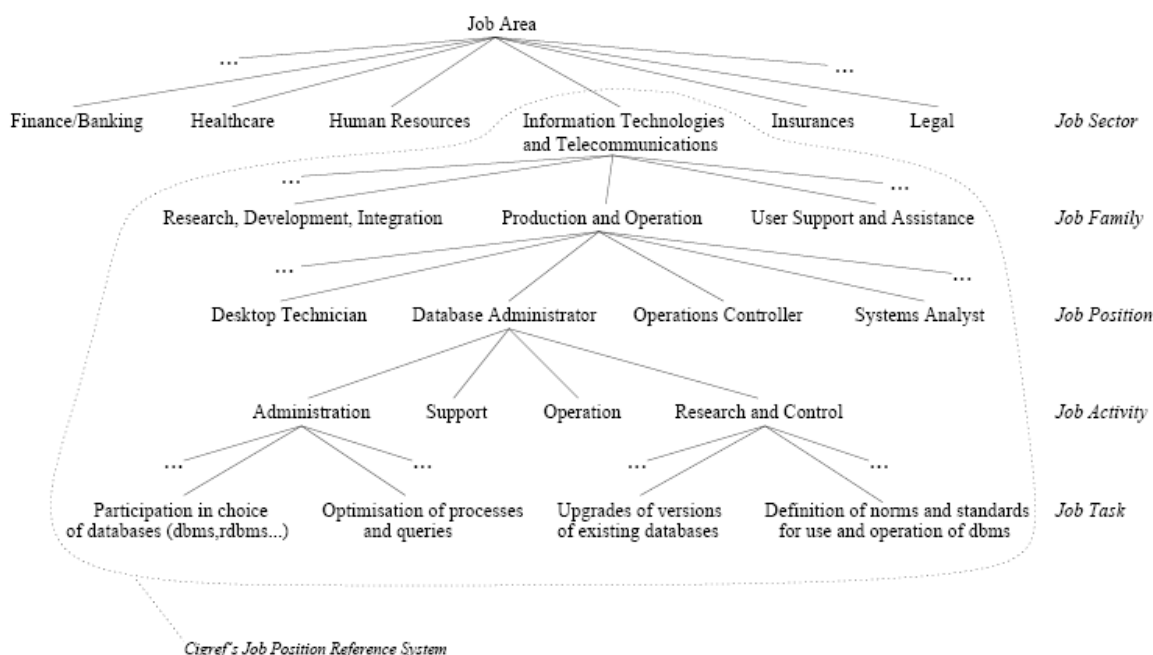 Job Area
...
...
Finance/Banking Healthcare Human Resources Information Technologies Insurances Legal Job Sector
and Telecommunications
...
...
Research, Development, Integration Production and Operation User Support and Assistance Job Family
...
...
Desktop Technician Database Administrator Operations Controller Systems Analyst Job Position
Administration Support Operation Research and Control Job Activity
... ... ... ...
Participation in choice Optimisation of processes Upgrades of versions Definition of norms and standards Job Task
of databases (dbms,rdbms...) and queries of existing databases for use and operation of dbms
Cigref's Job Position Reference System